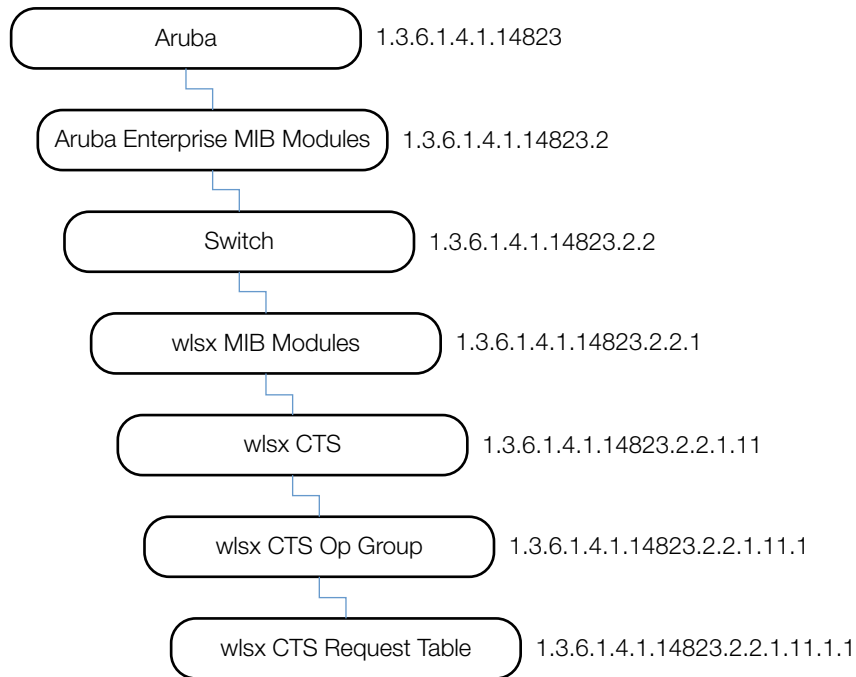 Aruba 1.3.6.1.4.1.14823
Aruba Enterprise MIB Modules 1.3.6.1.4.1.14823.2
Switch 1.3.6.1.4.1.14823.2.2
wlsx MIB Modules 1.3.6.1.4.1.14823.2.2.1
wlsx CTS 1.3.6.1.4.1.14823.2.2.1.11
wlsx CTS Op Group 1.3.6.1.4.1.14823.2.2.1.11.1
wlsx CTS Request Table 1.3.6.1.4.1.14823.2.2.1.11.1.1